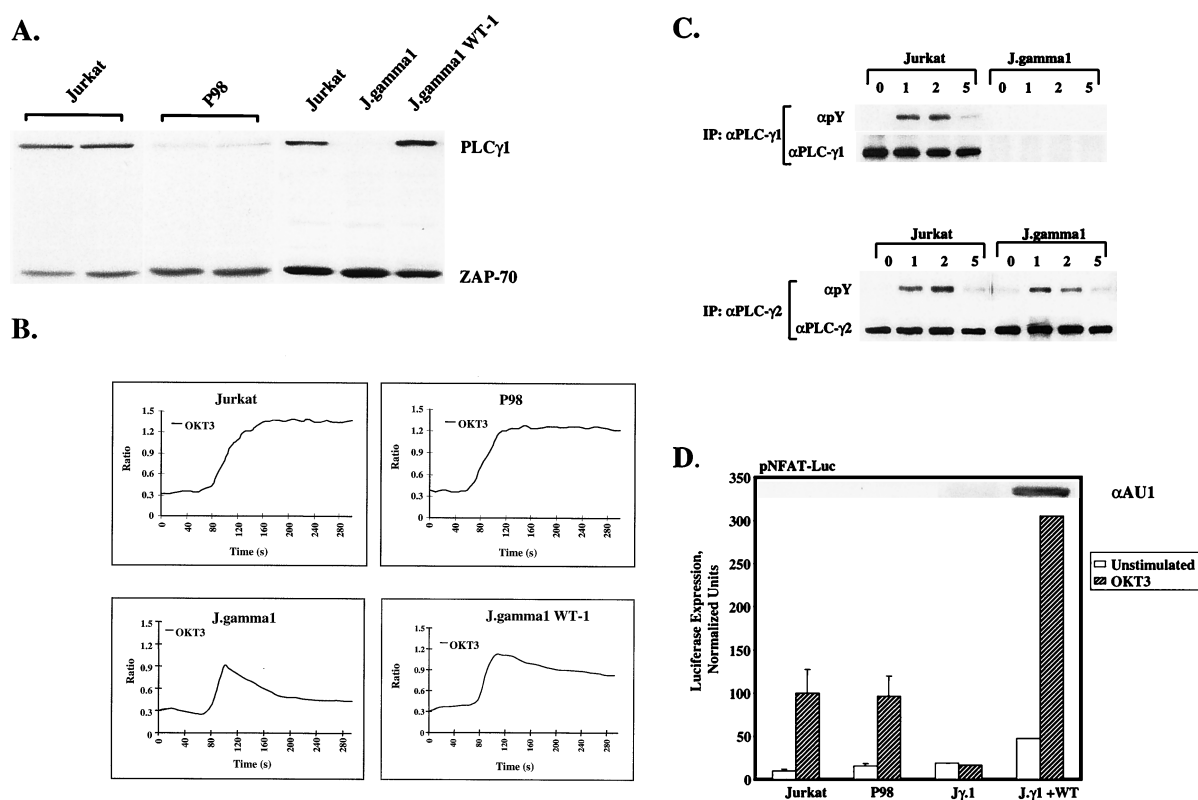 A.
Jurkat
P98
Jurkat
J.gamma1
J.gamma1 WT-1
PLCγ1
ZAP-70
B.
Jurkat
OKT3
Ratio
1.5
1.2
0.9
0.6
0.3
0
0 40 80 120 160 200 240 280
Time (s)
P98
OKT3
Ratio
1.5
1.2
0.9
0.6
0.3
0
0 40 80 120 160 200 240 280
Time (s)
J.gamma1
OKT3
Ratio
1.5
1.2
0.9
0.6
0.3
0
0 40 80 120 160 200 240 280
Time (s)
J.gamma1 WT-1
OKT3
Ratio
1.5
1.2
0.9
0.6
0.3
0
0 40 80 120 160 200 240 280
Time (s)
C.
Jurkat J.gamma1
0 1 2 5 0 1 2 5
IP: αPLC-γ1
αpY
αPLC-γ1
Jurkat J.gamma1
0 1 2 5 0 1 2 5
IP: αPLC-γ2
αpY
αPLC-γ2
D.
pNFAT-Luc
αAU1
Luciferase Expression,
Normalized Units
350
300
250
200
150
100
50
0
Unstimulated
OKT3
Jurkat P98 Jγ.1 J.γ1 +WT